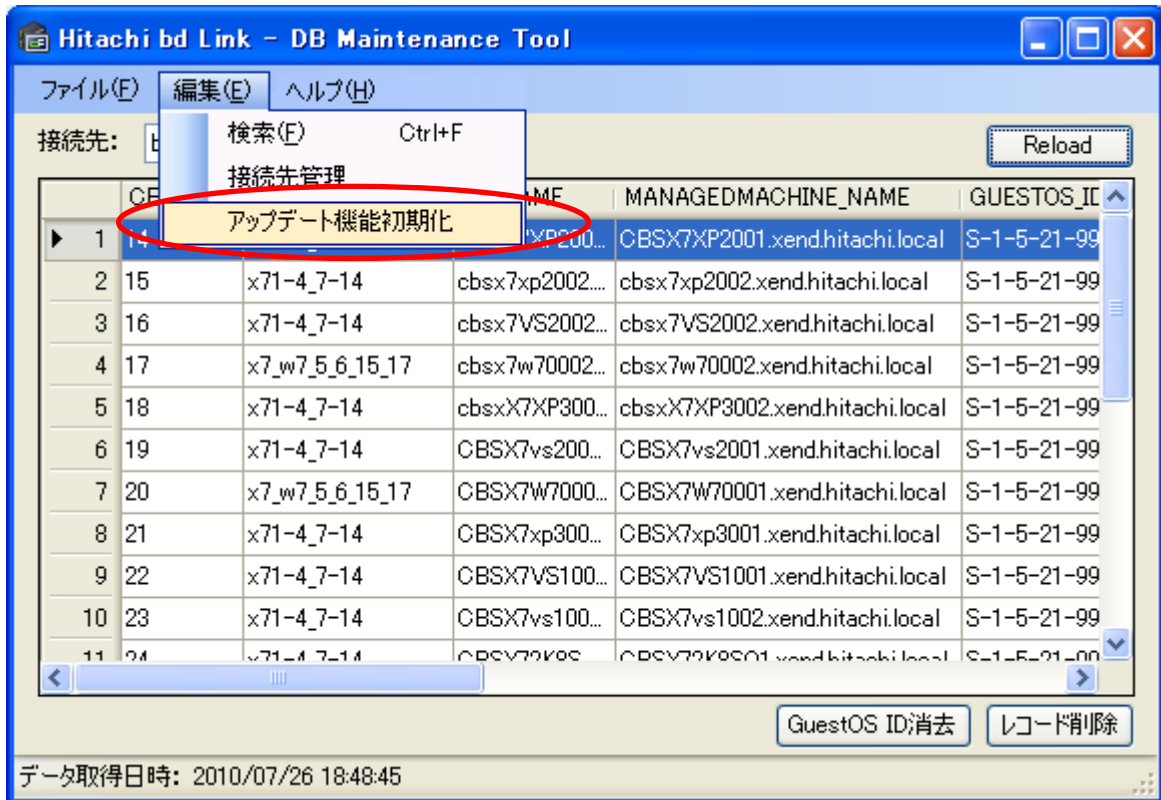 Hitachi bd Link - DB Maintenance Tool
ファイル(F) 編集(E) ヘルプ(H)
接続先: 検索(F) Ctrl+F Reload
接続先管理
MANAGEDMACHINE_NAME GUESTOS_ID
アップデート機能初期化
1 14 CBSX7XP2001.xend.hitachi.local S-1-5-21-99
2 15 x71-4_7-14 cbsx7xp2002... cbsx7xp2002.xend.hitachi.local S-1-5-21-99
3 16 x71-4_7-14 cbsx7VS2002... cbsx7VS2002.xend.hitachi.local S-1-5-21-99
4 17 x7_w7_5_6_15_17 cbsx7w70002... cbsx7w70002.xend.hitachi.local S-1-5-21-99
5 18 x71-4_7-14 cbsxX7XP300... cbsxX7XP3002.xend.hitachi.local S-1-5-21-99
6 19 x71-4_7-14 CBSX7vs200... CBSX7vs2001.xend.hitachi.local S-1-5-21-99
7 20 x7_w7_5_6_15_17 CBSX7W7000... CBSX7W70001.xend.hitachi.local S-1-5-21-99
8 21 x71-4_7-14 CBSX7xp300... CBSX7xp3001.xend.hitachi.local S-1-5-21-99
9 22 x71-4_7-14 CBSX7VS100... CBSX7VS1001.xend.hitachi.local S-1-5-21-99
10 23 x71-4_7-14 CBSX7vs100... CBSX7vs1002.xend.hitachi.local S-1-5-21-99
11 24 x71-4_7-14
GuestOS ID消去 レコード削除
データ取得日時: 2010/07/26 18:48:45